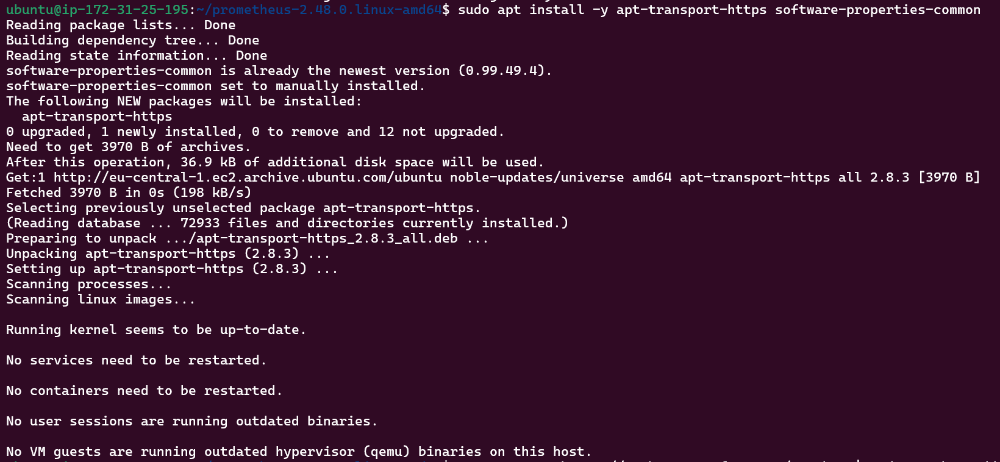 ubuntu@ip-172-31-25-195:~/prometheus-2.48.0.linux-amd64$ sudo apt install -y apt-transport-https software-properties-common
Reading package lists... Done
Building dependency tree... Done
Reading state information... Done
software-properties-common is already the newest version (0.99.49.4).
software-properties-common set to manually installed.
The following NEW packages will be installed:
  apt-transport-https
0 upgraded, 1 newly installed, 0 to remove and 12 not upgraded.
Need to get 3970 B of archives.
After this operation, 36.9 kB of additional disk space will be used.
Get:1 http://eu-central-1.ec2.archive.ubuntu.com/ubuntu noble-updates/universe amd64 apt-transport-https all 2.8.3 [3970 B]
Fetched 3970 B in 0s (198 kB/s)
Selecting previously unselected package apt-transport-https.
(Reading database ... 72933 files and directories currently installed.)
Preparing to unpack .../apt-transport-https_2.8.3_all.deb ...
Unpacking apt-transport-https (2.8.3) ...
Setting up apt-transport-https (2.8.3) ...
Scanning processes...
Scanning linux images...
Running kernel seems to be up-to-date.
No services need to be restarted.
No containers need to be restarted.
No user sessions are running outdated binaries.
No VM guests are running outdated hypervisor (qemu) binaries on this host.